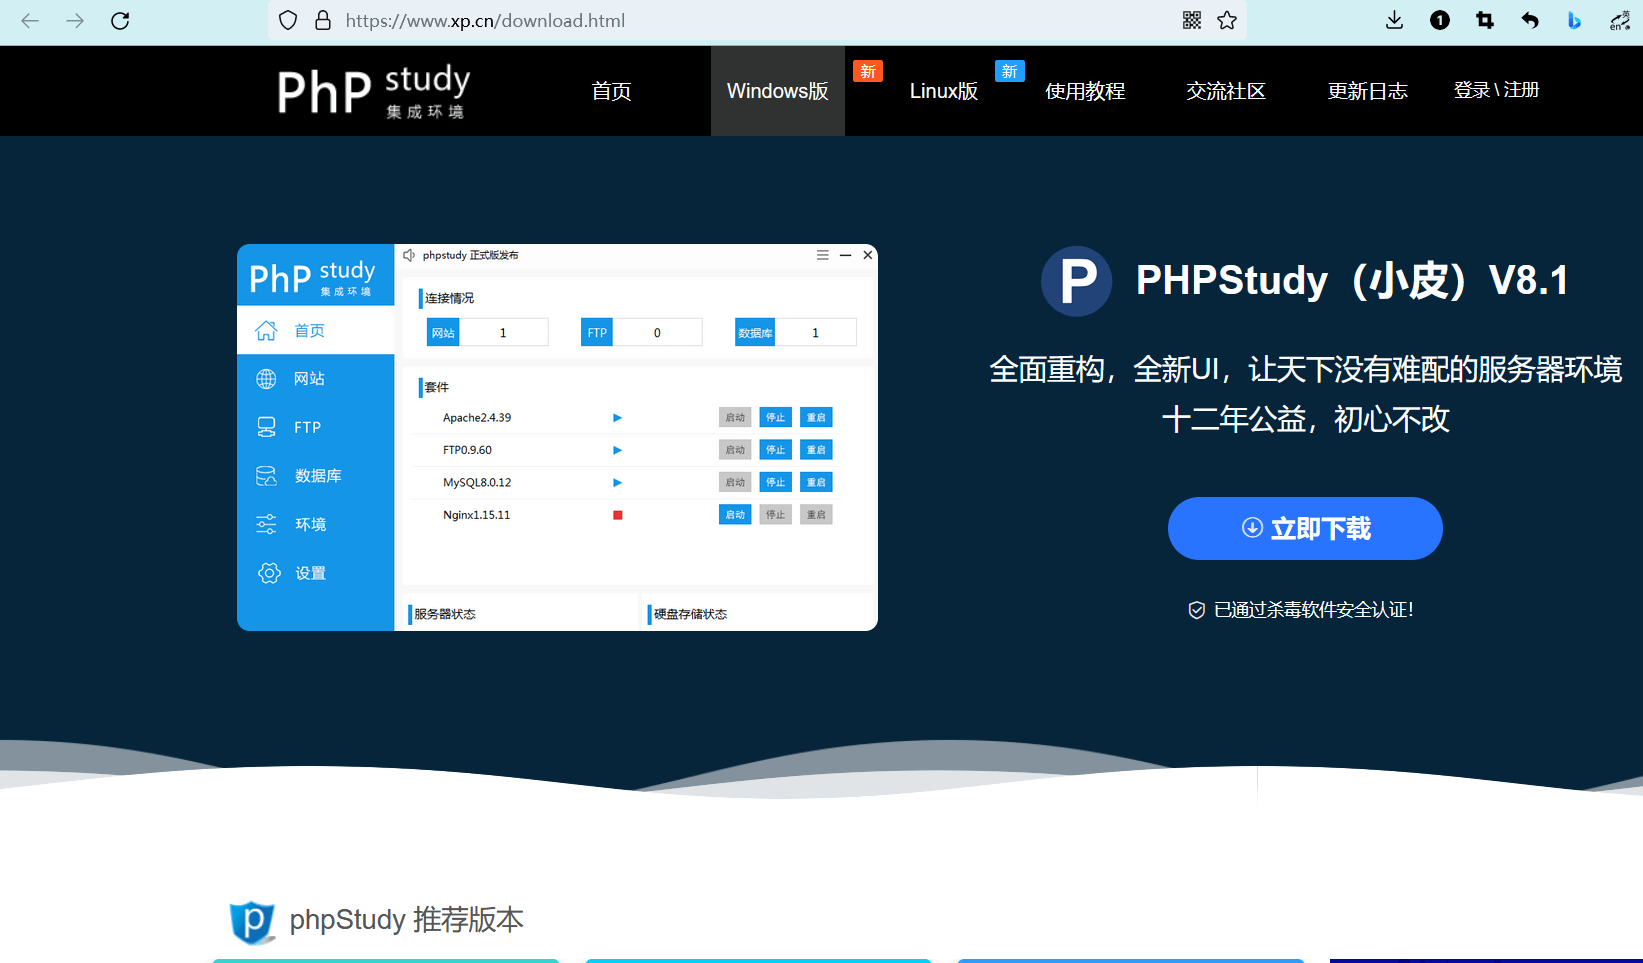 https://www.xp.cn/download.html
1
英
en
PhP study
集成环境
首页
Windows版
新
Linux版
新
使用教程
交流社区
更新日志
登录 \ 注册
PhP study
集成环境
phpstudy 正式版发布
首页
网站
FTP
数据库
环境
设置
连接情况
网站 1
FTP 0
数据库 1
套件
Apache2.4.39 启动 停止 重启
FTP0.9.60 启动 停止 重启
MySQL8.0.12 启动 停止 重启
Nginx1.15.11 启动 停止 重启
服务器状态
硬盘存储状态
P PHPStudy（小皮）V8.1
全面重构，全新UI，让天下没有难配的服务器环境
十二年公益，初心不改
立即下载
已通过杀毒软件安全认证!
p phpStudy 推荐版本